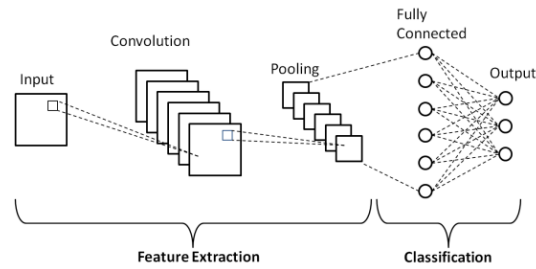 Input
Convolution
Pooling
Fully
Connected
Output
Feature Extraction
Classification